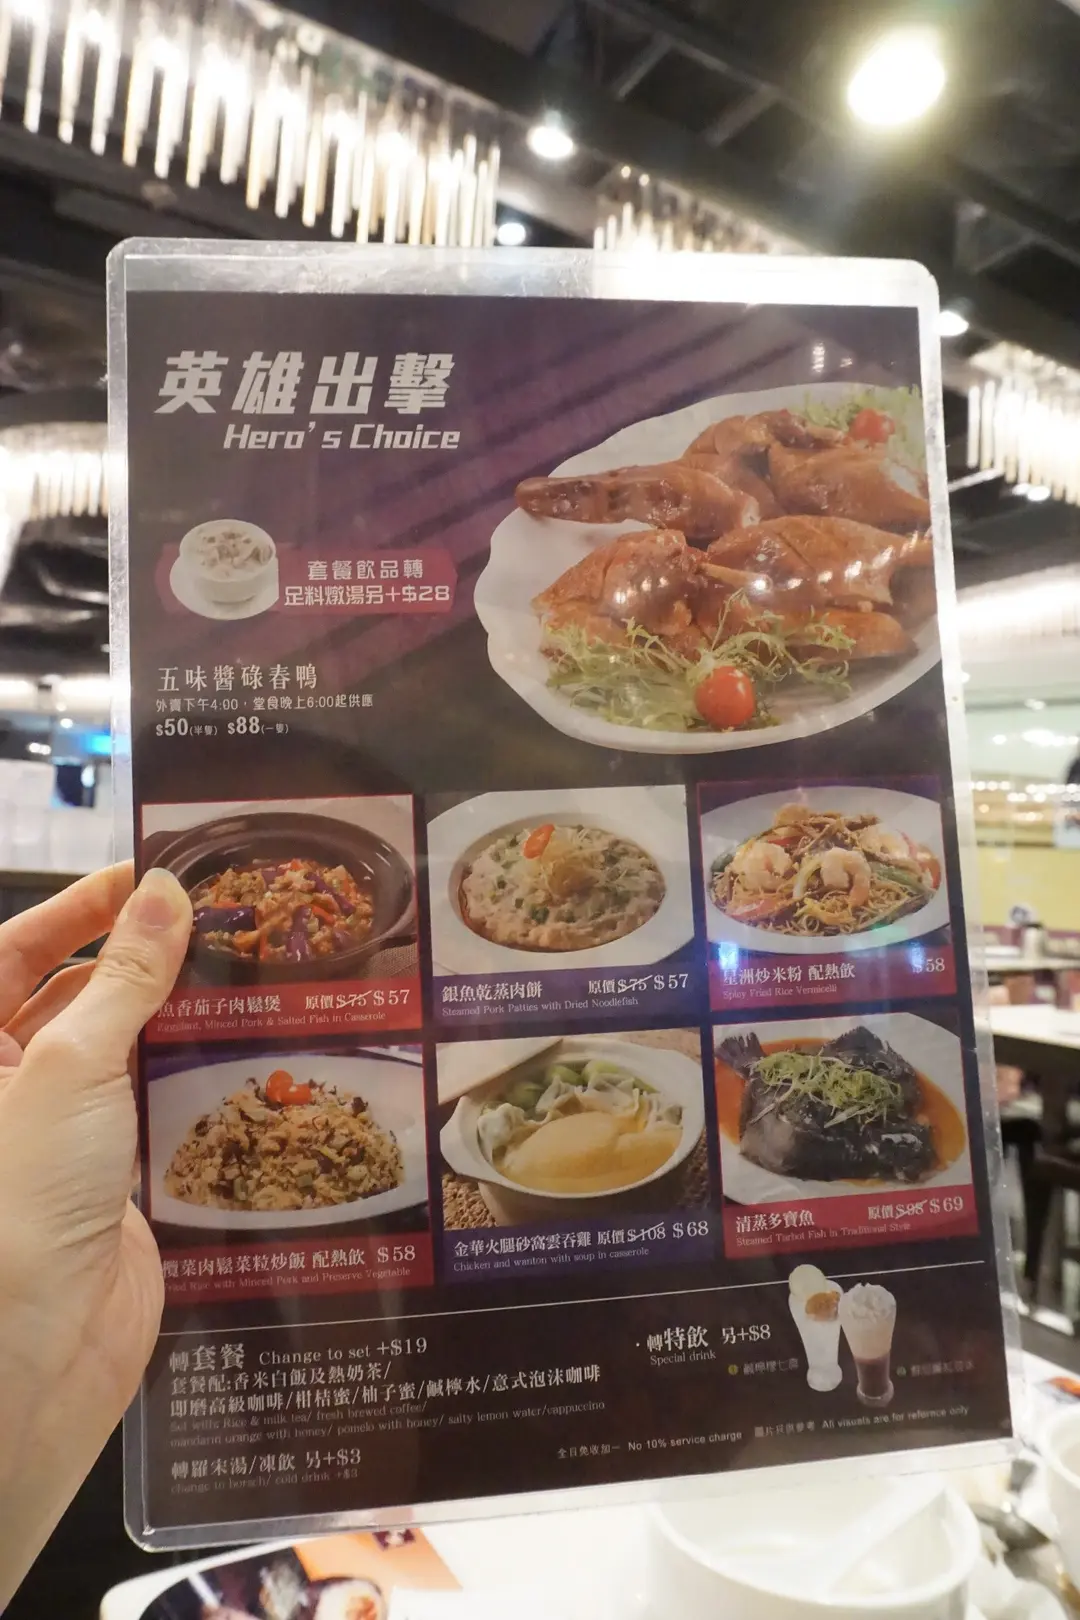 英雄出擊
Hero's Choice
套餐飲品轉
足料燉湯另+$28
五味醬碌春鴨
外賣下午4:00，堂食晚上6:00起供應
$50(半隻) $88(一隻)
魚香茄子肉鬆煲 原價$75 $57
Eggplant, Minced Pork & Salted Fish in Casserole
銀魚乾蒸肉餅 原價$75 $57
Steamed Pork Patties with Dried Noodlefish
星洲炒米粉 配熱飲 $58
Spicy Fried Rice Vermicelli
欖菜肉鬆菜粒炒飯 配熱飲 $58
Fried Rice with Minced Pork and Preserve Vegetable
金華火腿砂窩雲吞雞 原價$108 $68
Chicken and wanton with soup in casserole
清蒸多寶魚 原價$98 $69
Steamed Turbot Fish in Traditional Style
轉套餐 Change to set +$19
套餐配:香米白飯及熱奶茶/
即磨高級咖啡/柑桔蜜/柚子蜜/鹹檸水/意式泡沫咖啡
Set with: Rice & milk tea/ fresh brewed coffee/
mandarin orange with honey/ pomelo with honey/ salty lemon water/cappuccino
轉羅宋湯/凍飲 另+$3
change to borsch/ cold drink +$3
·轉特飲 另+$8
Special drink
鹹檸檬七喜
全日免收加一 No 10% service charge 圖片只供參考 All visuals are for referece only